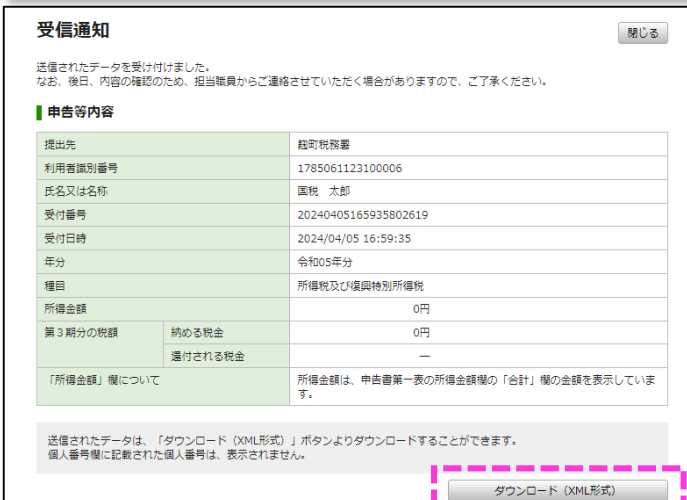 受信通知
閉じる
送信されたデータを受け付けました。
なお、後日、内容の確認のため、担当職員からご連絡させていただく場合がありますので、ご了承ください。
申告等内容
提出先 麹町税務署
利用者識別番号 1785061123100006
氏名又は名称 国税 太郎
受付番号 20240405165935802619
受付日時 2024/04/05 16:59:35
年分 令和05年分
種目 所得税及び復興特別所得税
所得金額 0円
第3期分の税額 納める税金 0円
還付される税金 ―
「所得金額」欄について 所得金額は、申告書第一表の所得金額欄の「合計」欄の金額を表示していま
す。
送信されたデータは、「ダウンロード(XML形式)」ボタンよりダウンロードすることができます。
個人番号欄に記載された個人番号は、表示されません。
ダウンロード(XML形式)